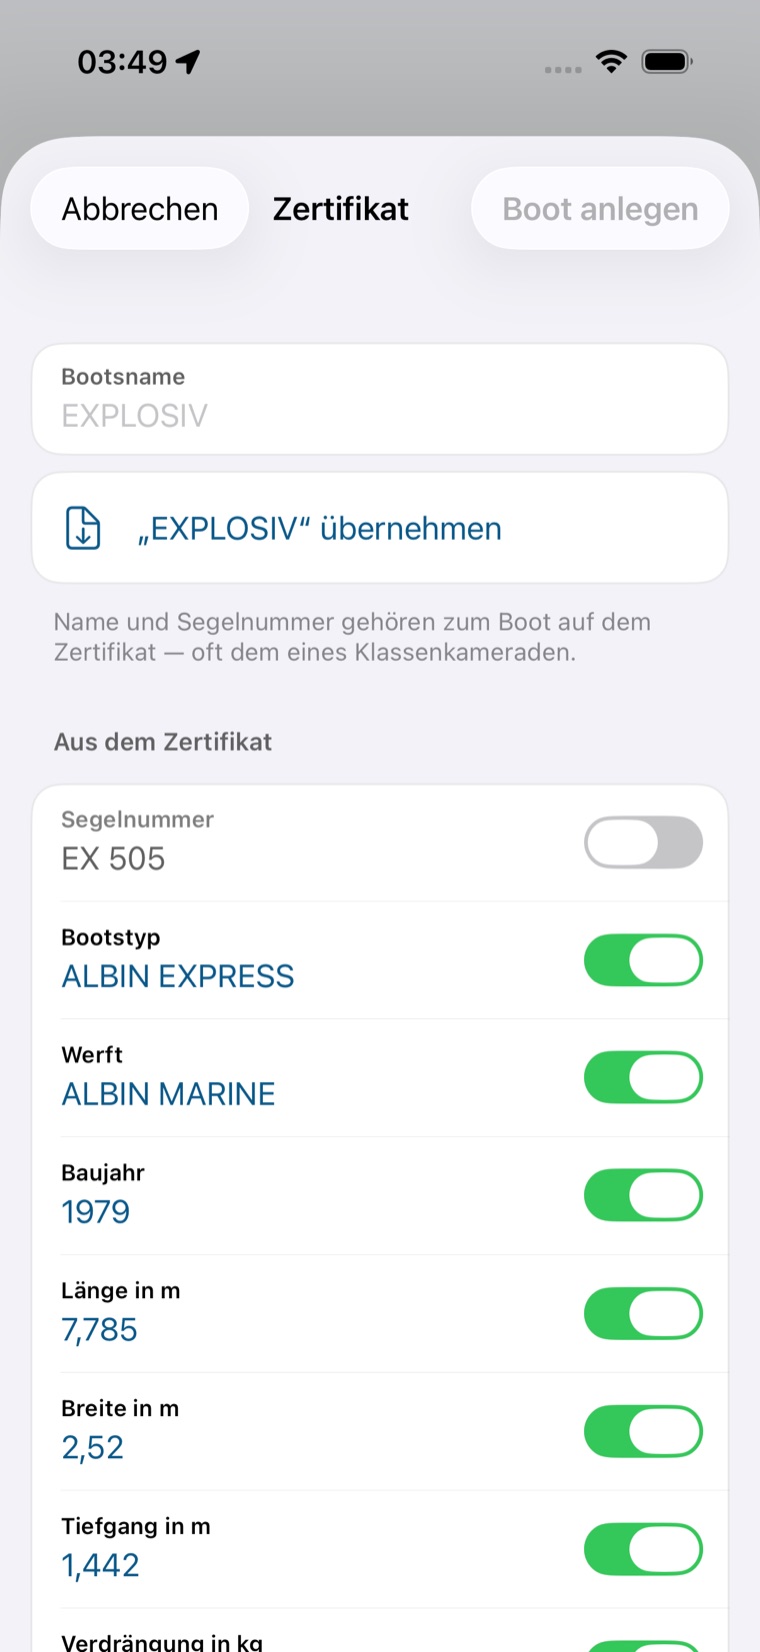 03:49
Abbrechen
Zertifikat
Boot anlegen
Bootsname
EXPLOSIV
„EXPLOSIV“ übernehmen
Name und Segelnummer gehören zum Boot auf dem
Zertifikat — oft dem eines Klassenkameraden.
Aus dem Zertifikat
Segelnummer
EX 505
Bootstyp
ALBIN EXPRESS
Werft
ALBIN MARINE
Baujahr
1979
Länge in m
7,785
Breite in m
2,52
Tiefgang in m
1,442
Verdrängung in kg